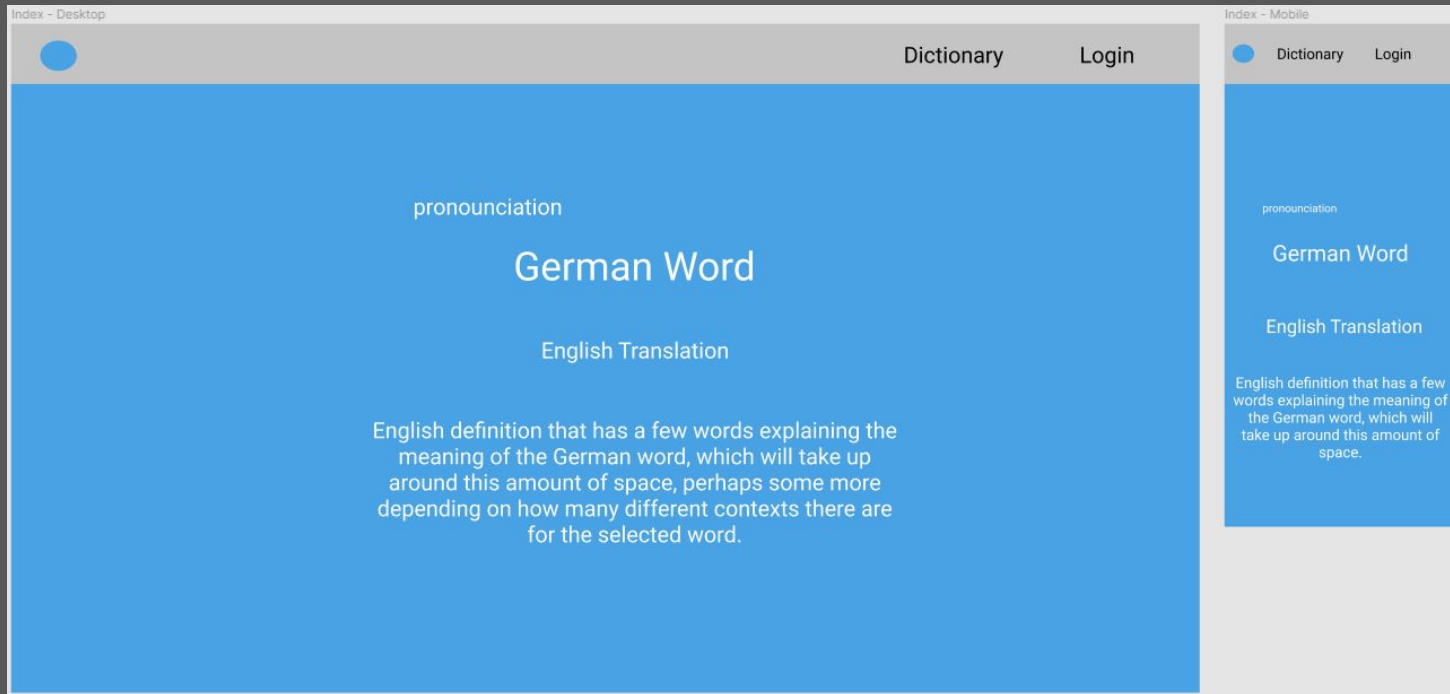 Index - Desktop
Dictionary Login
pronounciation
German Word
English Translation
English definition that has a few words explaining the
meaning of the German word, which will take up
around this amount of space, perhaps some more
depending on how many different contexts there are
for the selected word.
Index - Mobile
Dictionary Login
pronounciation
German Word
English Translation
English definition that has a few
words explaining the meaning of
the German word, which will
take up around this amount of
space.